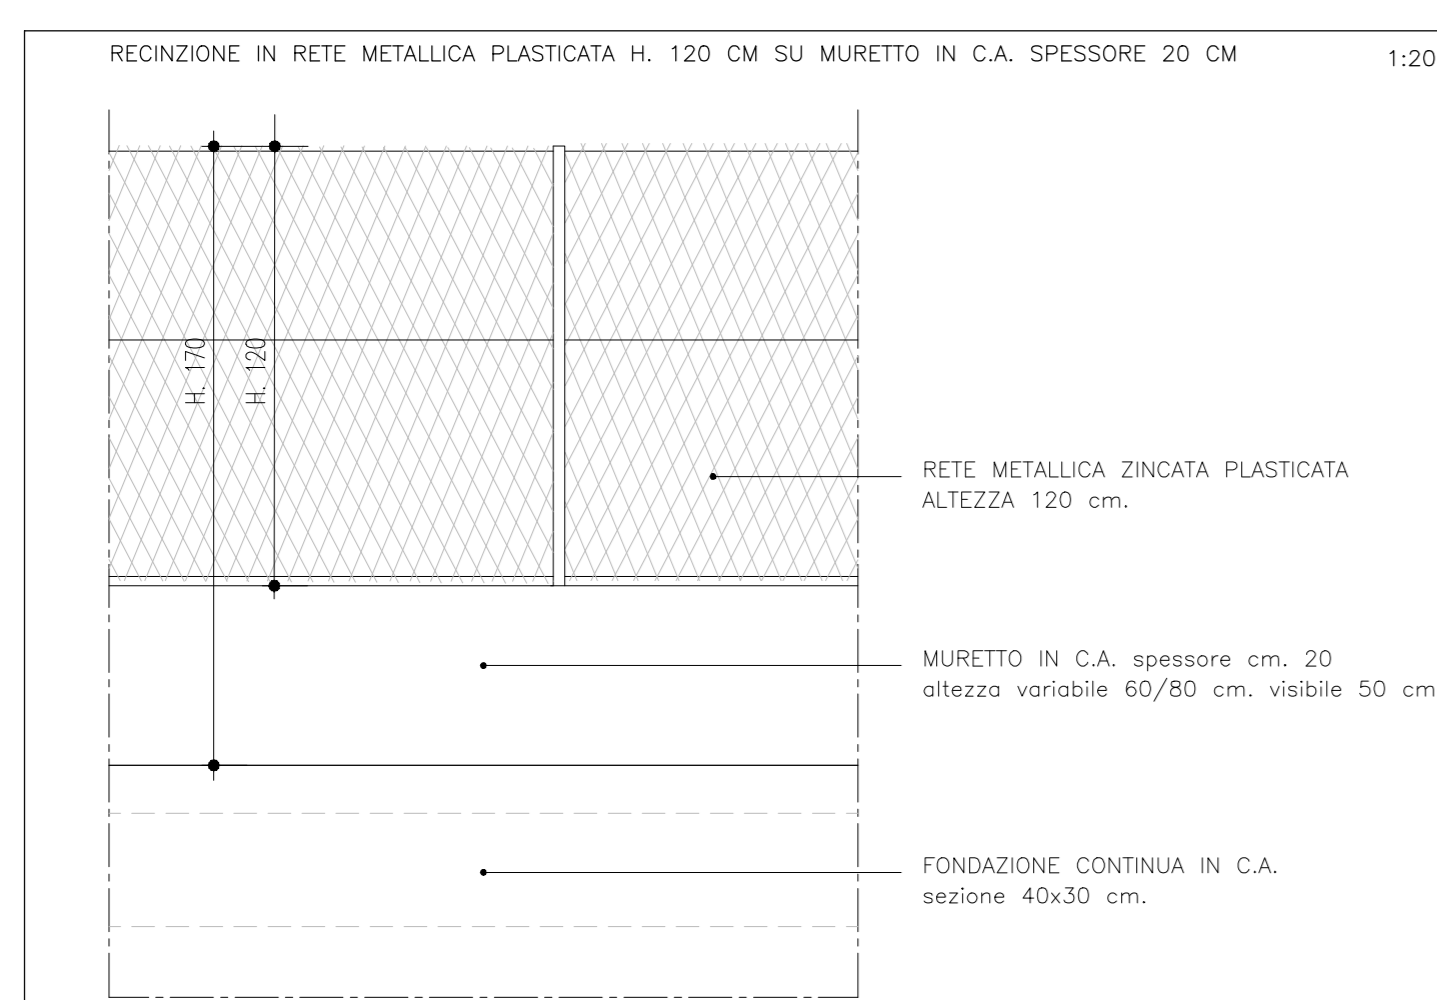 RECINZIONE IN RETE METALLICA PLASTICATA H. 120 CM SU MURETTO IN C.A. SPESSORE 20 CM
1:20
H. 170
H. 120
RETE METALLICA ZINCATA PLASTICATA
ALTEZZA 120 cm.
MURETTO IN C.A. spessore cm. 20
altezza variabile 60/80 cm. visibile 50 cm
FONDAZIONE CONTINUA IN C.A.
sezione 40x30 cm.